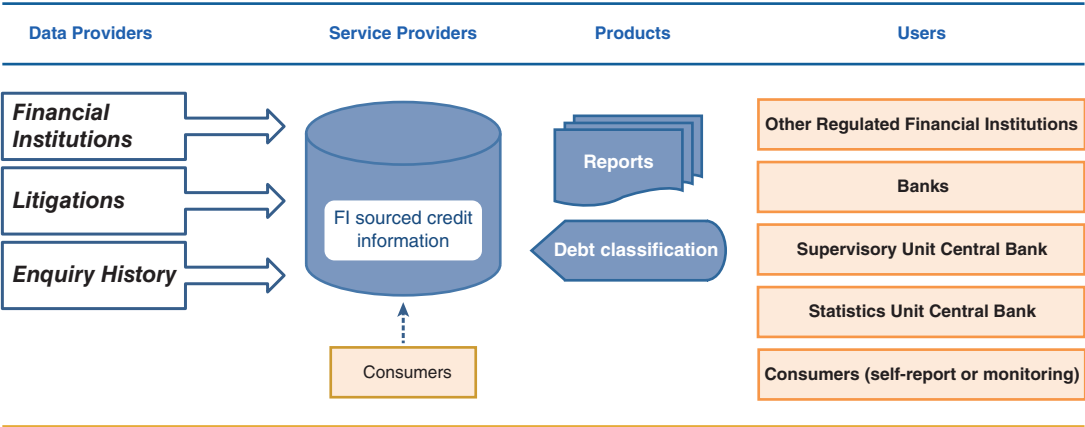 Data Providers
Service Providers
Products
Users
Financial
Institutions
Litigations
Enquiry History
FI sourced credit
information
Consumers
Reports
Debt classification
Other Regulated Financial Institutions
Banks
Supervisory Unit Central Bank
Statistics Unit Central Bank
Consumers (self-report or monitoring)